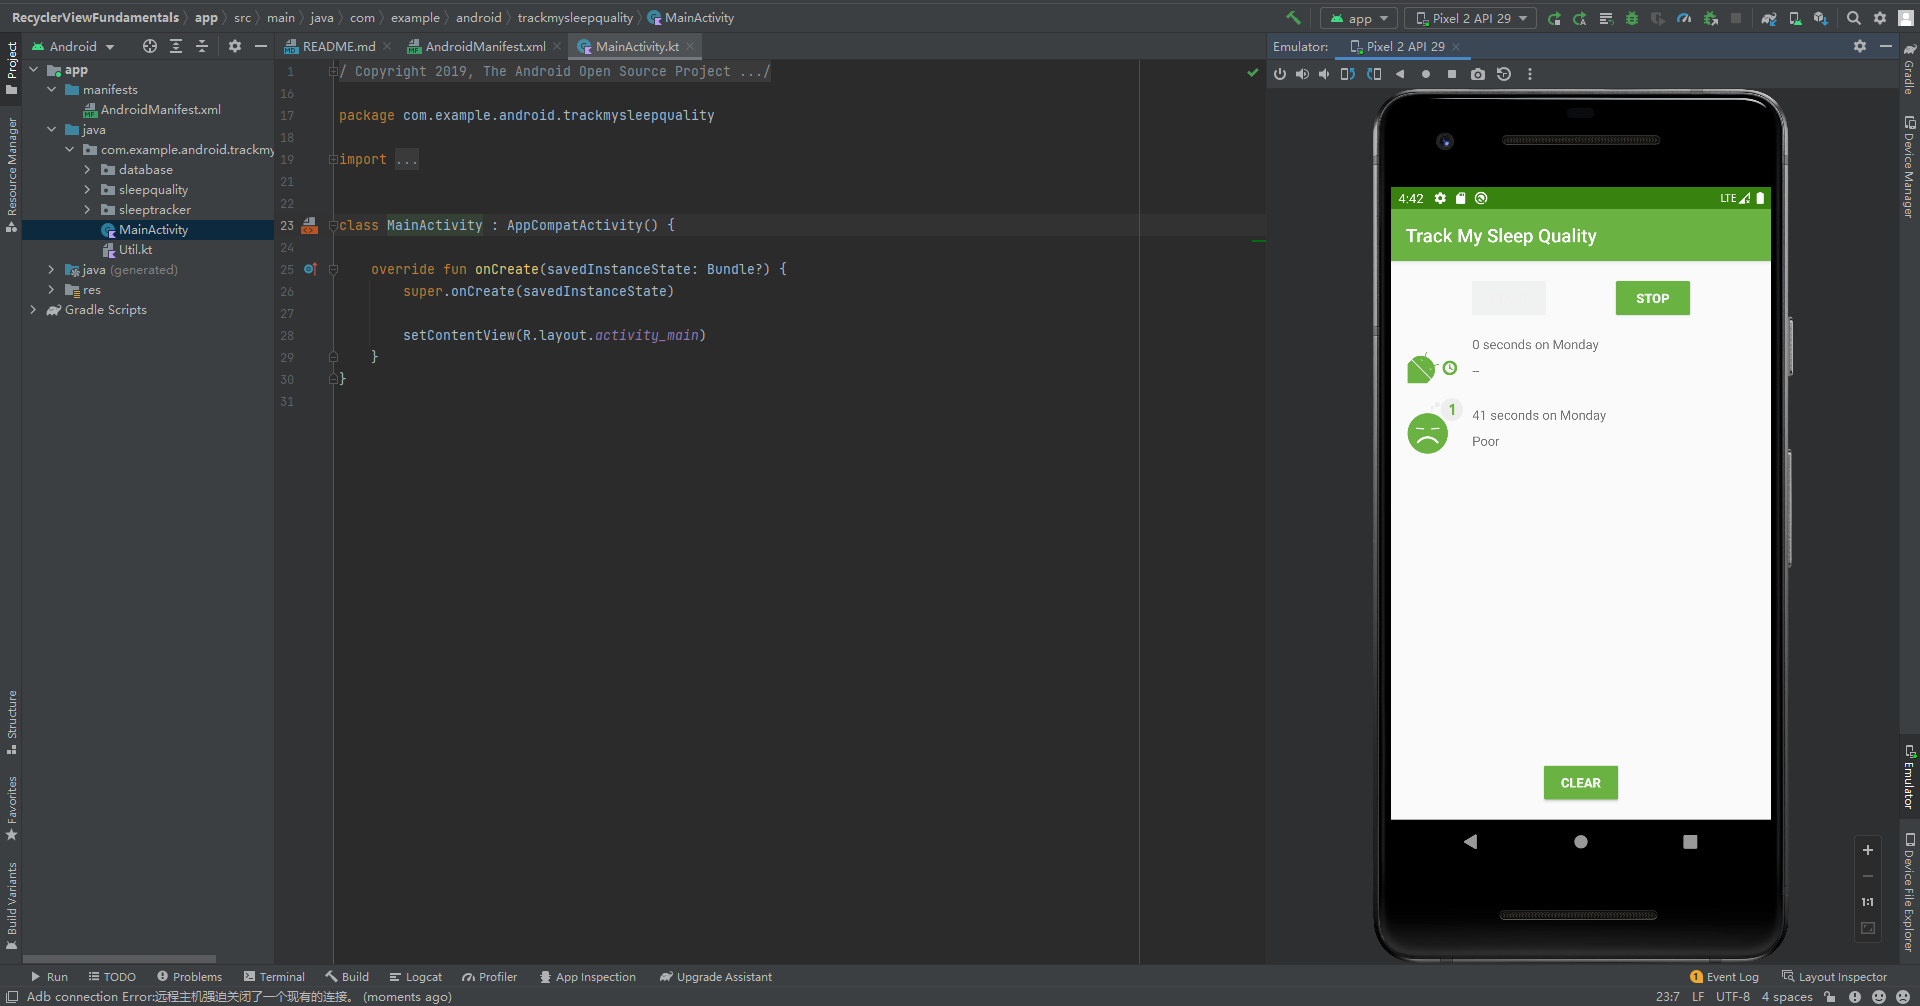 RecyclerViewFundamentals app src main java com example android trackmysleepquality MainActivity app Pixel 2 API 29
Android README.md AndroidManifest.xml MainActivity.kt Emulator: Pixel 2 API 29
Project
Resource Manager
Structure
Favorites
Build Variants
app
manifests
AndroidManifest.xml
java
com.example.android.trackmy
database
sleepquality
sleeptracker
MainActivity
Util.kt
java (generated)
res
Gradle Scripts
1 / Copyright 2019, The Android Open Source Project .../
16
17 package com.example.android.trackmysleepquality
18
19 import ...
21
22
23 class MainActivity : AppCompatActivity() {
24
25 override fun onCreate(savedInstanceState: Bundle?) {
26 super.onCreate(savedInstanceState)
27
28 setContentView(R.layout.activity_main)
29 }
30 }
31
4:42 LTE
Track My Sleep Quality
STOP
0 seconds on Monday
--
1
41 seconds on Monday
Poor
CLEAR
1:1
Gradle
Device Manager
Emulator
Device File Explorer
Run TODO Problems Terminal Build Logcat Profiler App Inspection Upgrade Assistant 1 Event Log Layout Inspector
Adb connection Error:远程主机强迫关闭了一个现有的连接。 (moments ago) 23:7 LF UTF-8 4 spaces